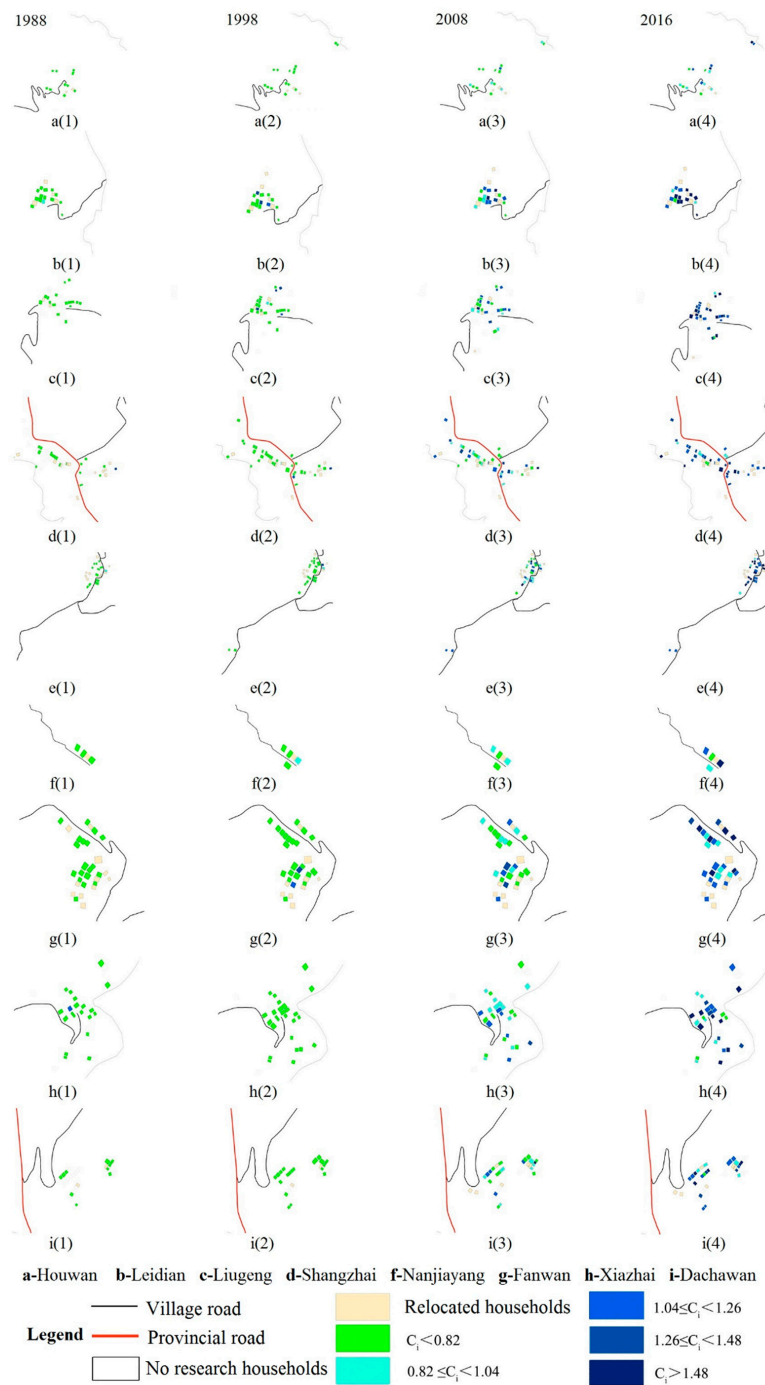 1988 1998 2008 2016
a(1) a(2) a(3) a(4)
b(1) b(2) b(3) b(4)
c(1) c(2) c(3) c(4)
d(1) d(2) d(3) d(4)
e(1) e(2) e(3) e(4)
f(1) f(2) f(3) f(4)
g(1) g(2) g(3) g(4)
h(1) h(2) h(3) h(4)
i(1) i(2) i(3) i(4)
a-Houwan b-Leidian c-Liugeng d-Shangzhai f-Nanjiayang g-Fanwan h-Xiazhai i-Dachawan
Village road Relocated households 1.04≤Ci<1.26
Legend Provincial road Ci<0.82 1.26≤Ci<1.48
No research households 0.82 ≤Ci<1.04 Ci>1.48